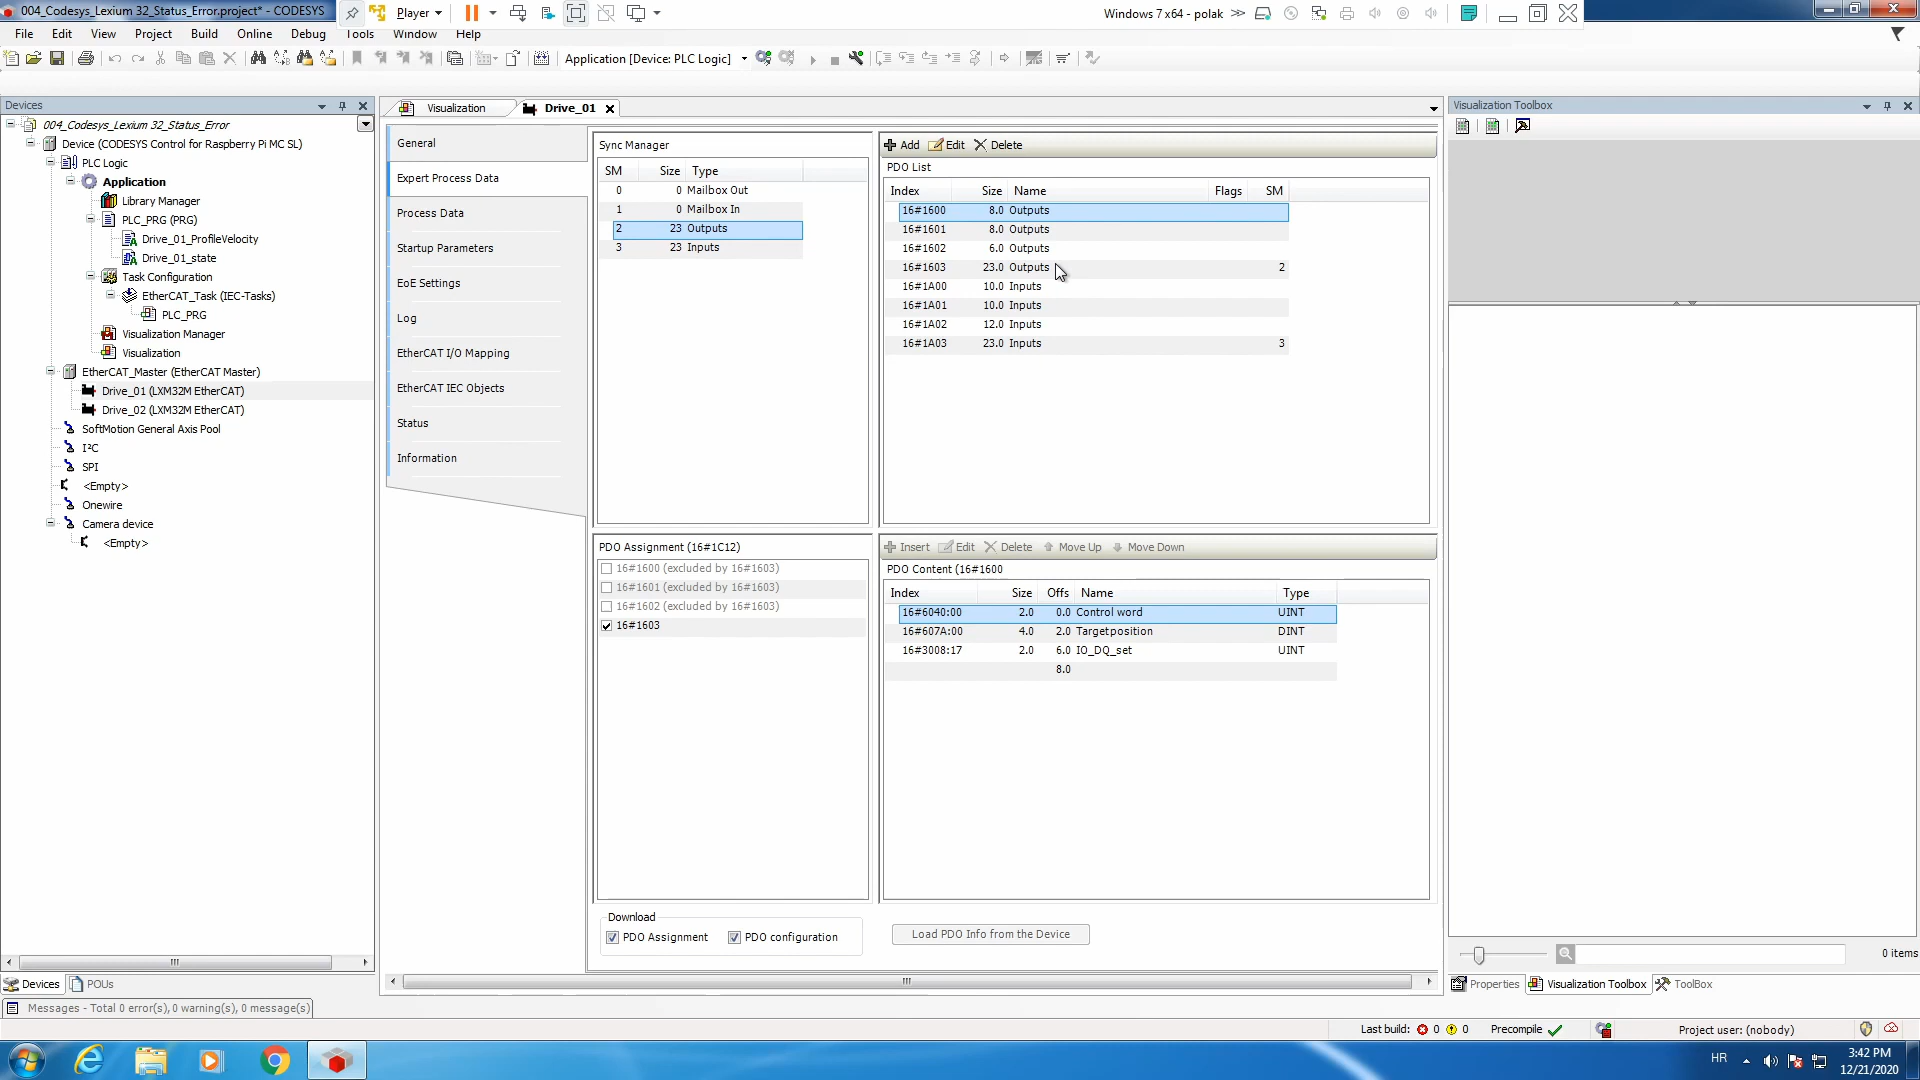 004_Codesys_Lexium 32_Status_Error.project* - CODESYS
Player
Windows 7 x64 - polak
File Edit View Project Build Online Debug Tools Window Help
Application [Device: PLC Logic]
Devices
004_Codesys_Lexium 32_Status_Error
Device (CODESYS Control for Raspberry Pi MC SL)
PLC Logic
Application
Library Manager
PLC_PRG (PRG)
Drive_01_ProfileVelocity
Drive_01_state
Task Configuration
EtherCAT_Task (IEC-Tasks)
PLC_PRG
Visualization Manager
Visualization
EtherCAT_Master (EtherCAT Master)
Drive_01 (LXM32M EtherCAT)
Drive_02 (LXM32M EtherCAT)
SoftMotion General Axis Pool
I²C
SPI
<Empty>
Onewire
Camera device
<Empty>
Devices POUs
Visualization Drive_01
General
Expert Process Data
Process Data
Startup Parameters
EoE Settings
Log
EtherCAT I/O Mapping
EtherCAT IEC Objects
Status
Information
Sync Manager
SM Size Type
0 0 Mailbox Out
1 0 Mailbox In
2 23 Outputs
3 23 Inputs
Add Edit Delete
PDO List
Index Size Name Flags SM
16#1600 8.0 Outputs
16#1601 8.0 Outputs
16#1602 6.0 Outputs
16#1603 23.0 Outputs 2
16#1A00 10.0 Inputs
16#1A01 10.0 Inputs
16#1A02 12.0 Inputs
16#1A03 23.0 Inputs 3
PDO Assignment (16#1C12)
16#1600 (excluded by 16#1603)
16#1601 (excluded by 16#1603)
16#1602 (excluded by 16#1603)
16#1603
Insert Edit Delete Move Up Move Down
PDO Content (16#1600
Index Size Offs Name Type
16#6040:00 2.0 0.0 Control word UINT
16#607A:00 4.0 2.0 Targetposition DINT
16#3008:17 2.0 6.0 IO_DQ_set UINT
8.0
Download
PDO Assignment PDO configuration
Load PDO Info from the Device
Visualization Toolbox
0 items
Properties Visualization Toolbox ToolBox
Messages - Total 0 error(s), 0 warning(s), 0 message(s)
Last build: 0 0 Precompile Project user: (nobody)
HR
3:42 PM
12/21/2020